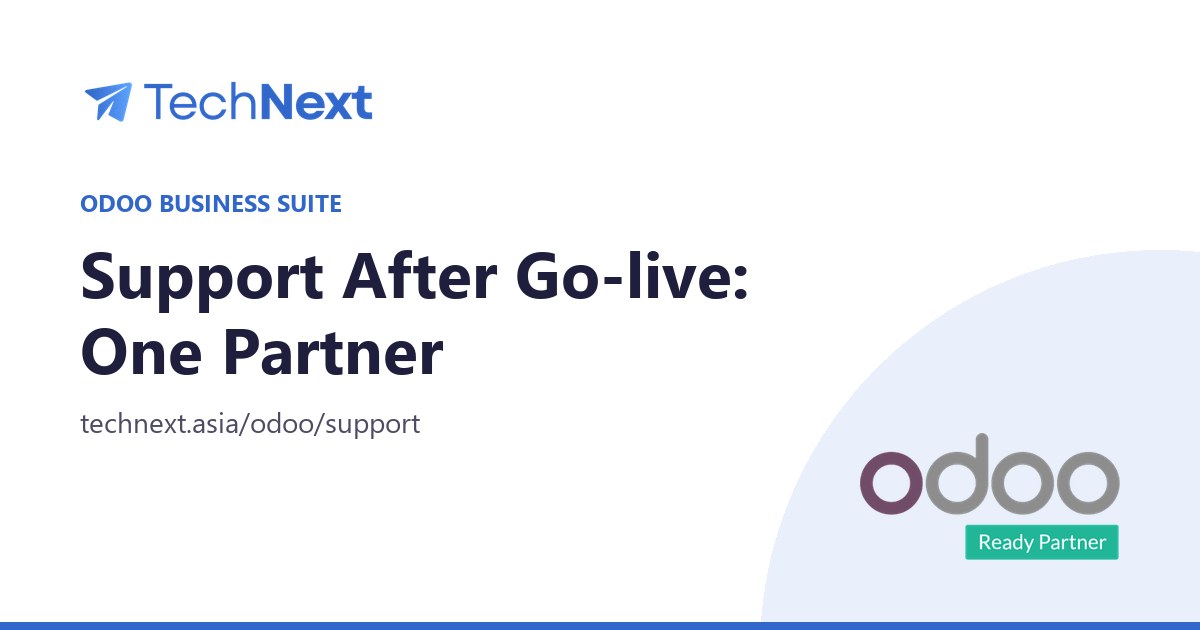 TechNext
ODOO BUSINESS SUITE
Support After Go-live:
One Partner
technext.asia/odoo/support
odoo
Ready Partner